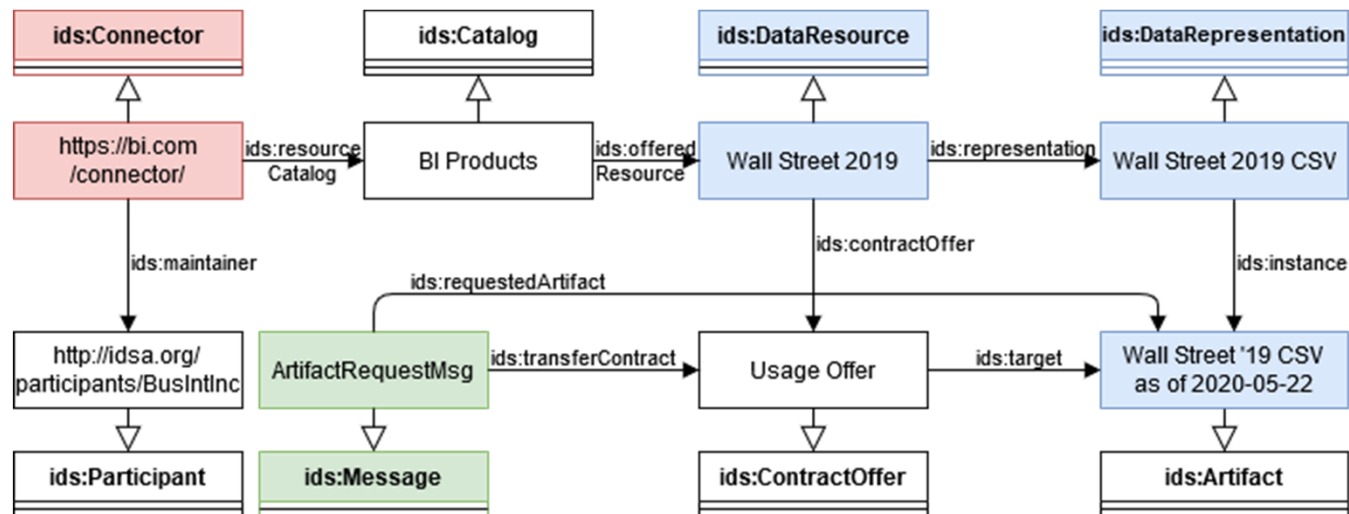 ids:Connector
ids:Catalog
ids:DataResource
ids:DataRepresentation
https://bi.com
/connector/
ids:resource
Catalog
BI Products
ids:offered
Resource
Wall Street 2019
ids:representation
Wall Street 2019 CSV
ids:maintainer
ids:contractOffer
ids:instance
ids:requestedArtifact
http://idsa.org/
participants/BusIntInc
ArtifactRequestMsg
ids:transferContract
Usage Offer
ids:target
Wall Street '19 CSV
as of 2020-05-22
ids:Participant
ids:Message
ids:ContractOffer
ids:Artifact